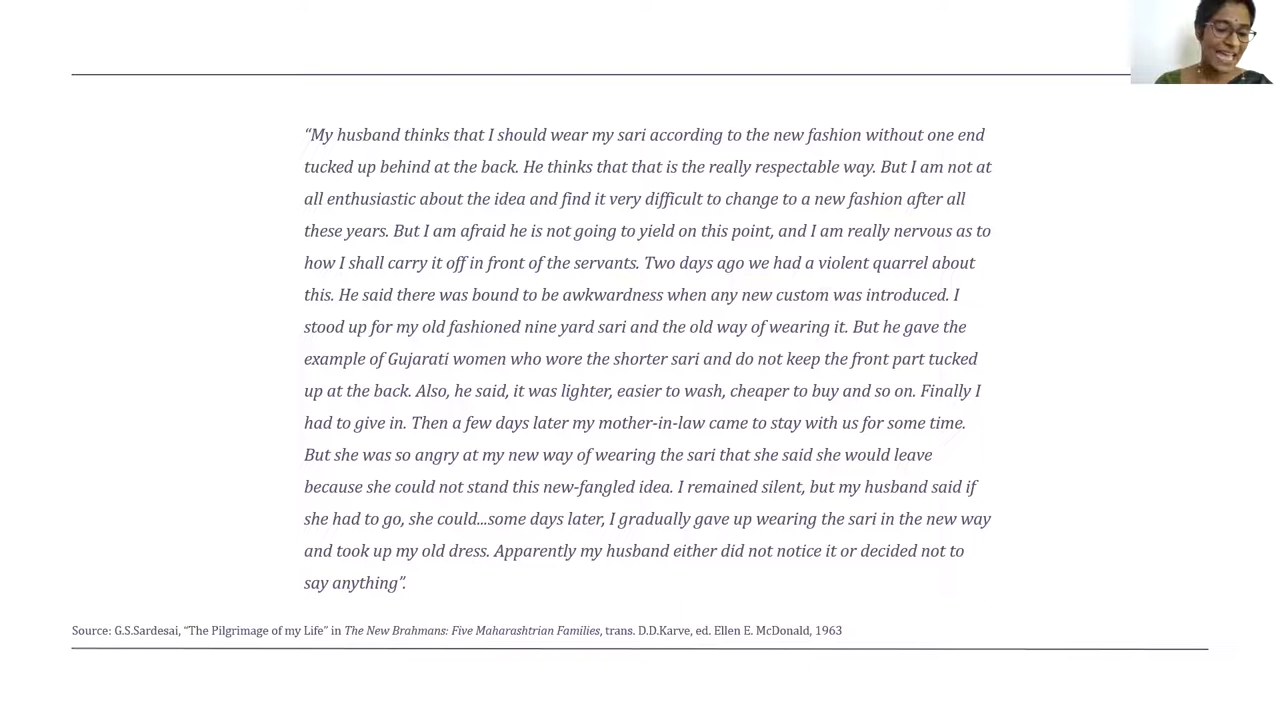 “My husband thinks that I should wear my sari according to the new fashion without one end
tucked up behind at the back. He thinks that that is the really respectable way. But I am not at
all enthusiastic about the idea and find it very difficult to change to a new fashion after all
these years. But I am afraid he is not going to yield on this point, and I am really nervous as to
how I shall carry it off in front of the servants. Two days ago we had a violent quarrel about
this. He said there was bound to be awkwardness when any new custom was introduced. I
stood up for my old fashioned nine yard sari and the old way of wearing it. But he gave the
example of Gujarati women who wore the shorter sari and do not keep the front part tucked
up at the back. Also, he said, it was lighter, easier to wash, cheaper to buy and so on. Finally I
had to give in. Then a few days later my mother-in-law came to stay with us for some time.
But she was so angry at my new way of wearing the sari that she said she would leave
because she could not stand this new-fangled idea. I remained silent, but my husband said if
she had to go, she could...some days later, I gradually gave up wearing the sari in the new way
and took up my old dress. Apparently my husband either did not notice it or decided not to
say anything”.
Source: G.S.Sardesai, “The Pilgrimage of my Life” in The New Brahmans: Five Maharashtrian Families, trans. D.D.Karve, ed. Ellen E. McDonald, 1963